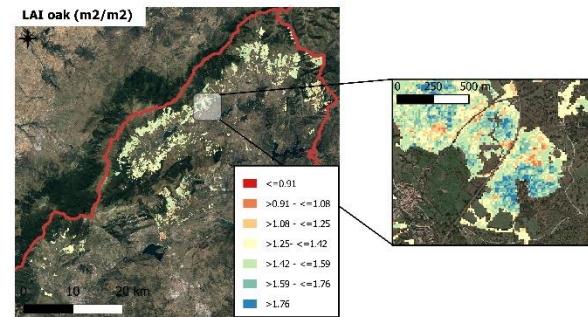 LAI oak (m2/m2)
0 250 500 m
<=0.91
>0.91 - <=1.08
>1.08 - <=1.25
>1.25- <=1.42
>1.42 - <=1.59
>1.59 - <=1.76
>1.76
0 10 20 km